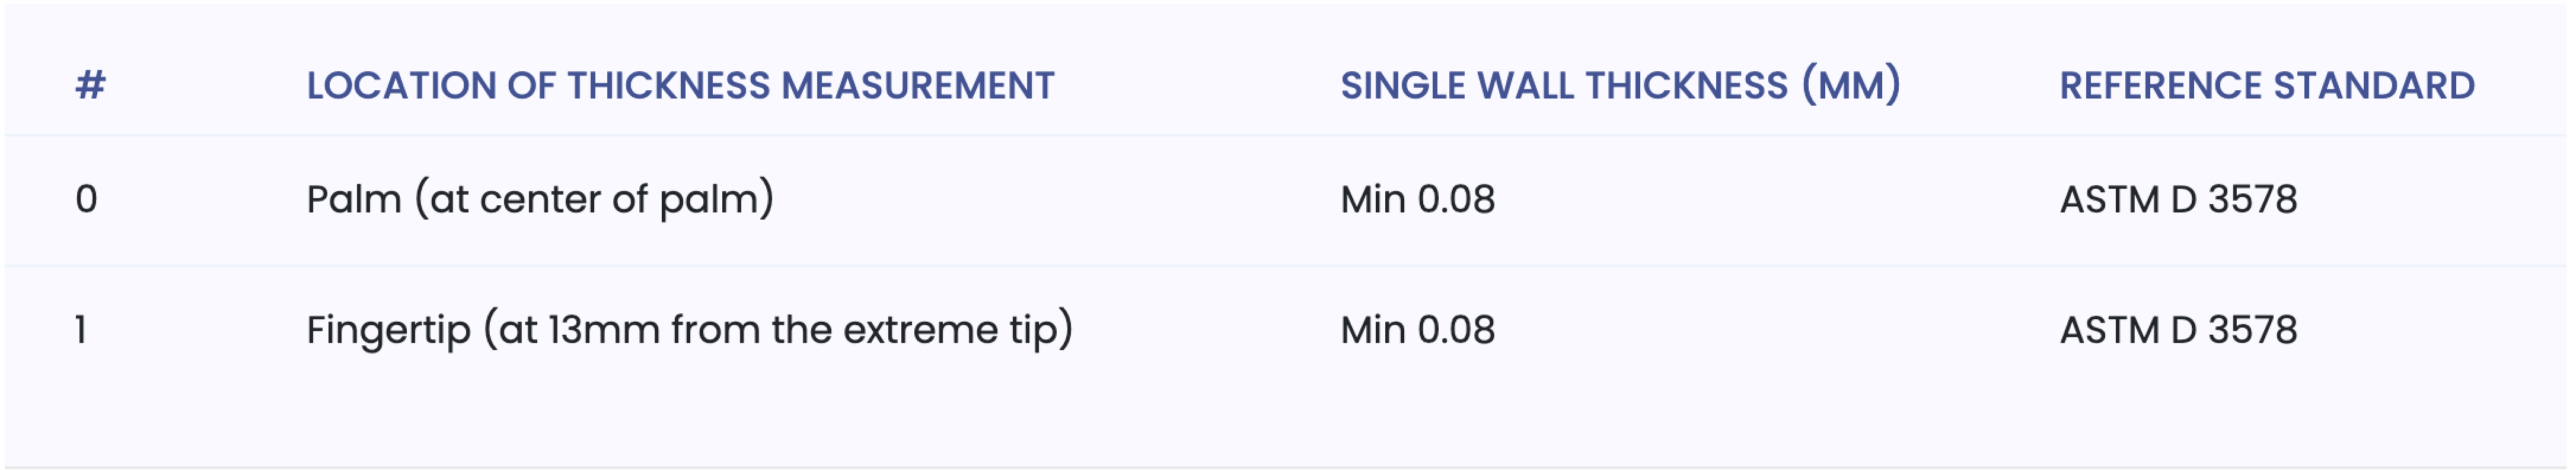 # LOCATION OF THICKNESS MEASUREMENT SINGLE WALL THICKNESS (MM) REFERENCE STANDARD
0 Palm (at center of palm) Min 0.08 ASTM D 3578
1 Fingertip (at 13mm from the extreme tip) Min 0.08 ASTM D 3578